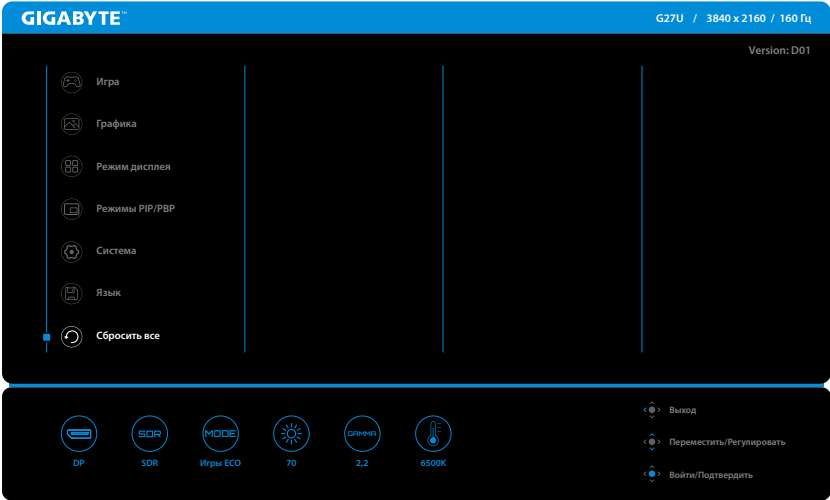 GIGABYTE™
G27U / 3840 x 2160 / 160 Гц
Version: D01
Игра
Графика
Режим дисплея
Режимы PIP/PBP
Система
Язык
Сбросить все
SDR
MODE
GAMMA
DP
SDR
Игры ECO
70
2,2
6500K
Выход
Переместить/Регулировать
Войти/Подтвердить